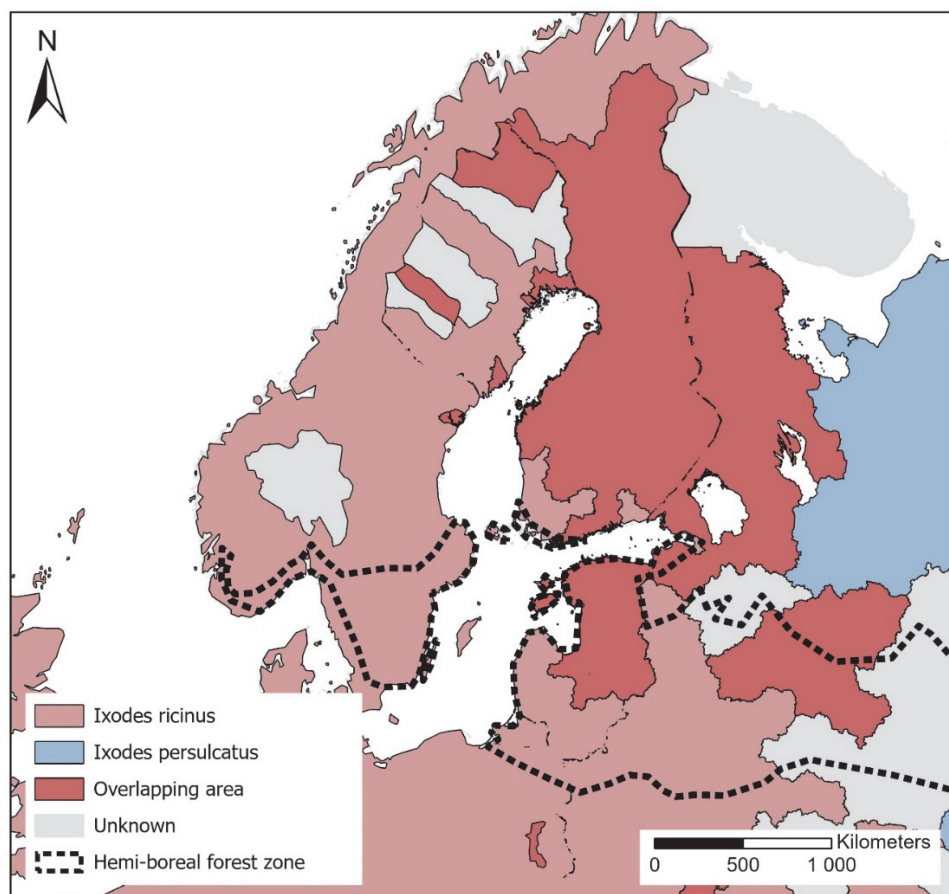 N
Ixodes ricinus
Ixodes persulcatus
Overlapping area
Unknown
Hemi-boreal forest zone
Kilometers
0 500 1 000